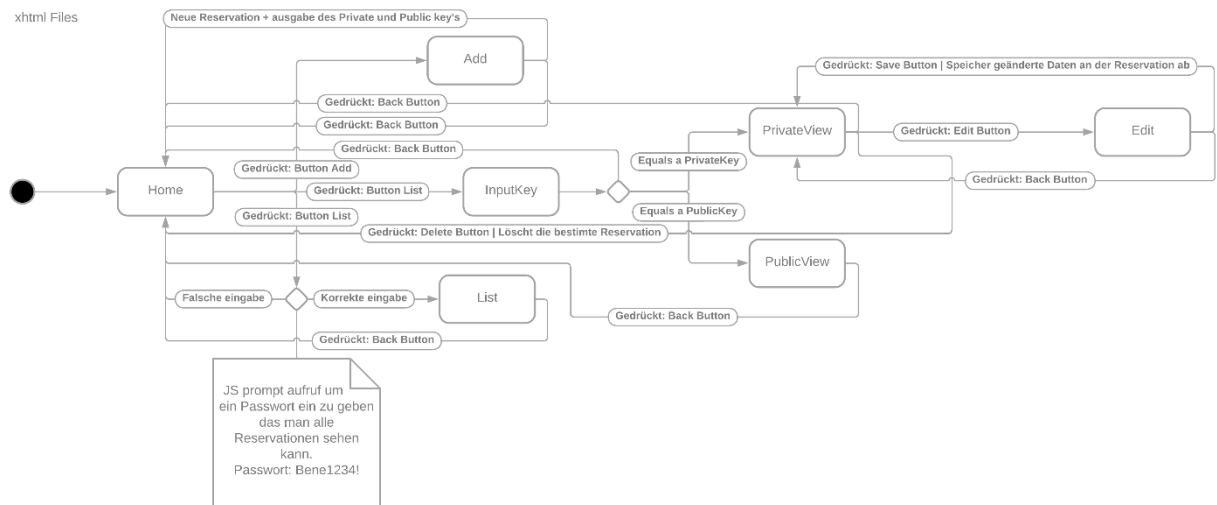 xhtml Files
Neue Reservation + ausgabe des Private und Public key's
Add
Gedrückt: Save Button | Speicher geänderte Daten an der Reservation ab
Gedrückt: Back Button
Gedrückt: Back Button
PrivateView
Gedrückt: Edit Button
Edit
Gedrückt: Back Button
Equals a PrivateKey
Gedrückt: Button Add
Gedrückt: Back Button
Home
Gedrückt: Button List
InputKey
Equals a PublicKey
Gedrückt: Button List
Gedrückt: Delete Button | Löscht die bestimte Reservation
PublicView
Falsche eingabe
Korrekte eingabe
List
Gedrückt: Back Button
Gedrückt: Back Button
JS prompt aufruf um
ein Passwort ein zu geben
das man alle
Reservationen sehen
kann.
Passwort: Bene1234!